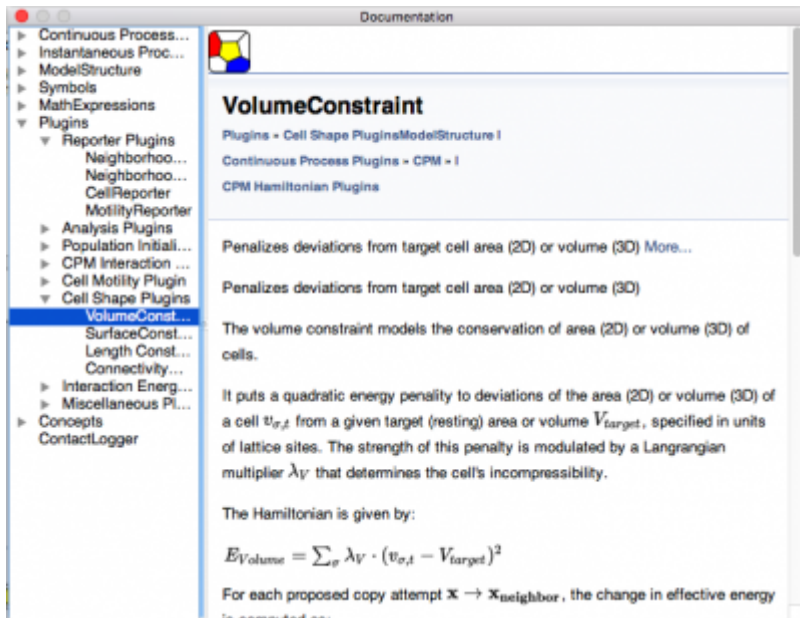 Documentation
Continuous Process...
Instantaneous Proc...
ModelStructure
Symbols
MathExpressions
Plugins
Reporter Plugins
Neighborhoo...
Neighborhoo...
CellReporter
MotilityReporter
Analysis Plugins
Population Initiali...
CPM Interaction ...
Cell Motility Plugin
Cell Shape Plugins
VolumeConst...
SurfaceConst...
Length Const...
Connectivity...
Interaction Energ...
Miscellaneous Pl...
Concepts
ContactLogger
VolumeConstraint
Plugins » Cell Shape PluginsModelStructure |
Continuous Process Plugins » CPM » |
CPM Hamiltonian Plugins
Penalizes deviations from target cell area (2D) or volume (3D) More...
Penalizes deviations from target cell area (2D) or volume (3D)
The volume constraint models the conservation of area (2D) or volume (3D) of
cells.
It puts a quadratic energy penality to deviations of the area (2D) or volume (3D) of
a cell v_{σ,t} from a given target (resting) area or volume V_{target}, specified in units
of lattice sites. The strength of this penalty is modulated by a Langrangian
multiplier λ_V that determines the cell's incompressibility.
The Hamiltonian is given by:
E_{Volume} = ∑_σ λ_V · (v_{σ,t} − V_{target})²
For each proposed copy attempt x → x_{neighbor}, the change in effective energy